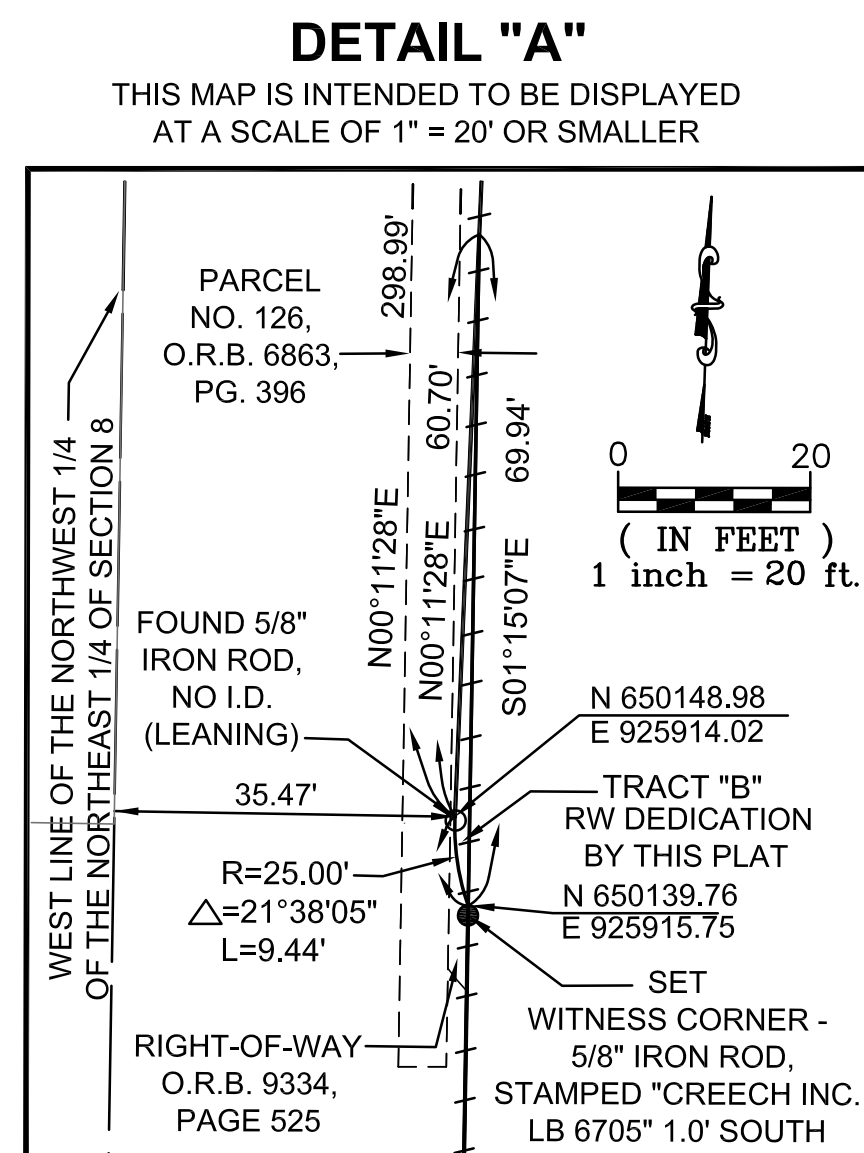 DETAIL "A"
THIS MAP IS INTENDED TO BE DISPLAYED
AT A SCALE OF 1" = 20' OR SMALLER
PARCEL
NO. 126,
O.R.B. 6863,
PG. 396
298.99'
60.70'
69.94'
N00°11'28"E
N00°11'28"E
S01°15'07"E
WEST LINE OF THE NORTHWEST 1/4
OF THE NORTHEAST 1/4 OF SECTION 8
0 20
( IN FEET )
1 inch = 20 ft.
FOUND 5/8"
IRON ROD,
NO I.D.
(LEANING)
35.47'
N 650148.98
E 925914.02
TRACT "B"
RW DEDICATION
BY THIS PLAT
R=25.00'
△=21°38'05"
L=9.44'
N 650139.76
E 925915.75
SET
WITNESS CORNER -
5/8" IRON ROD,
STAMPED "CREECH INC.
LB 6705" 1.0' SOUTH
RIGHT-OF-WAY
O.R.B. 9334,
PAGE 525